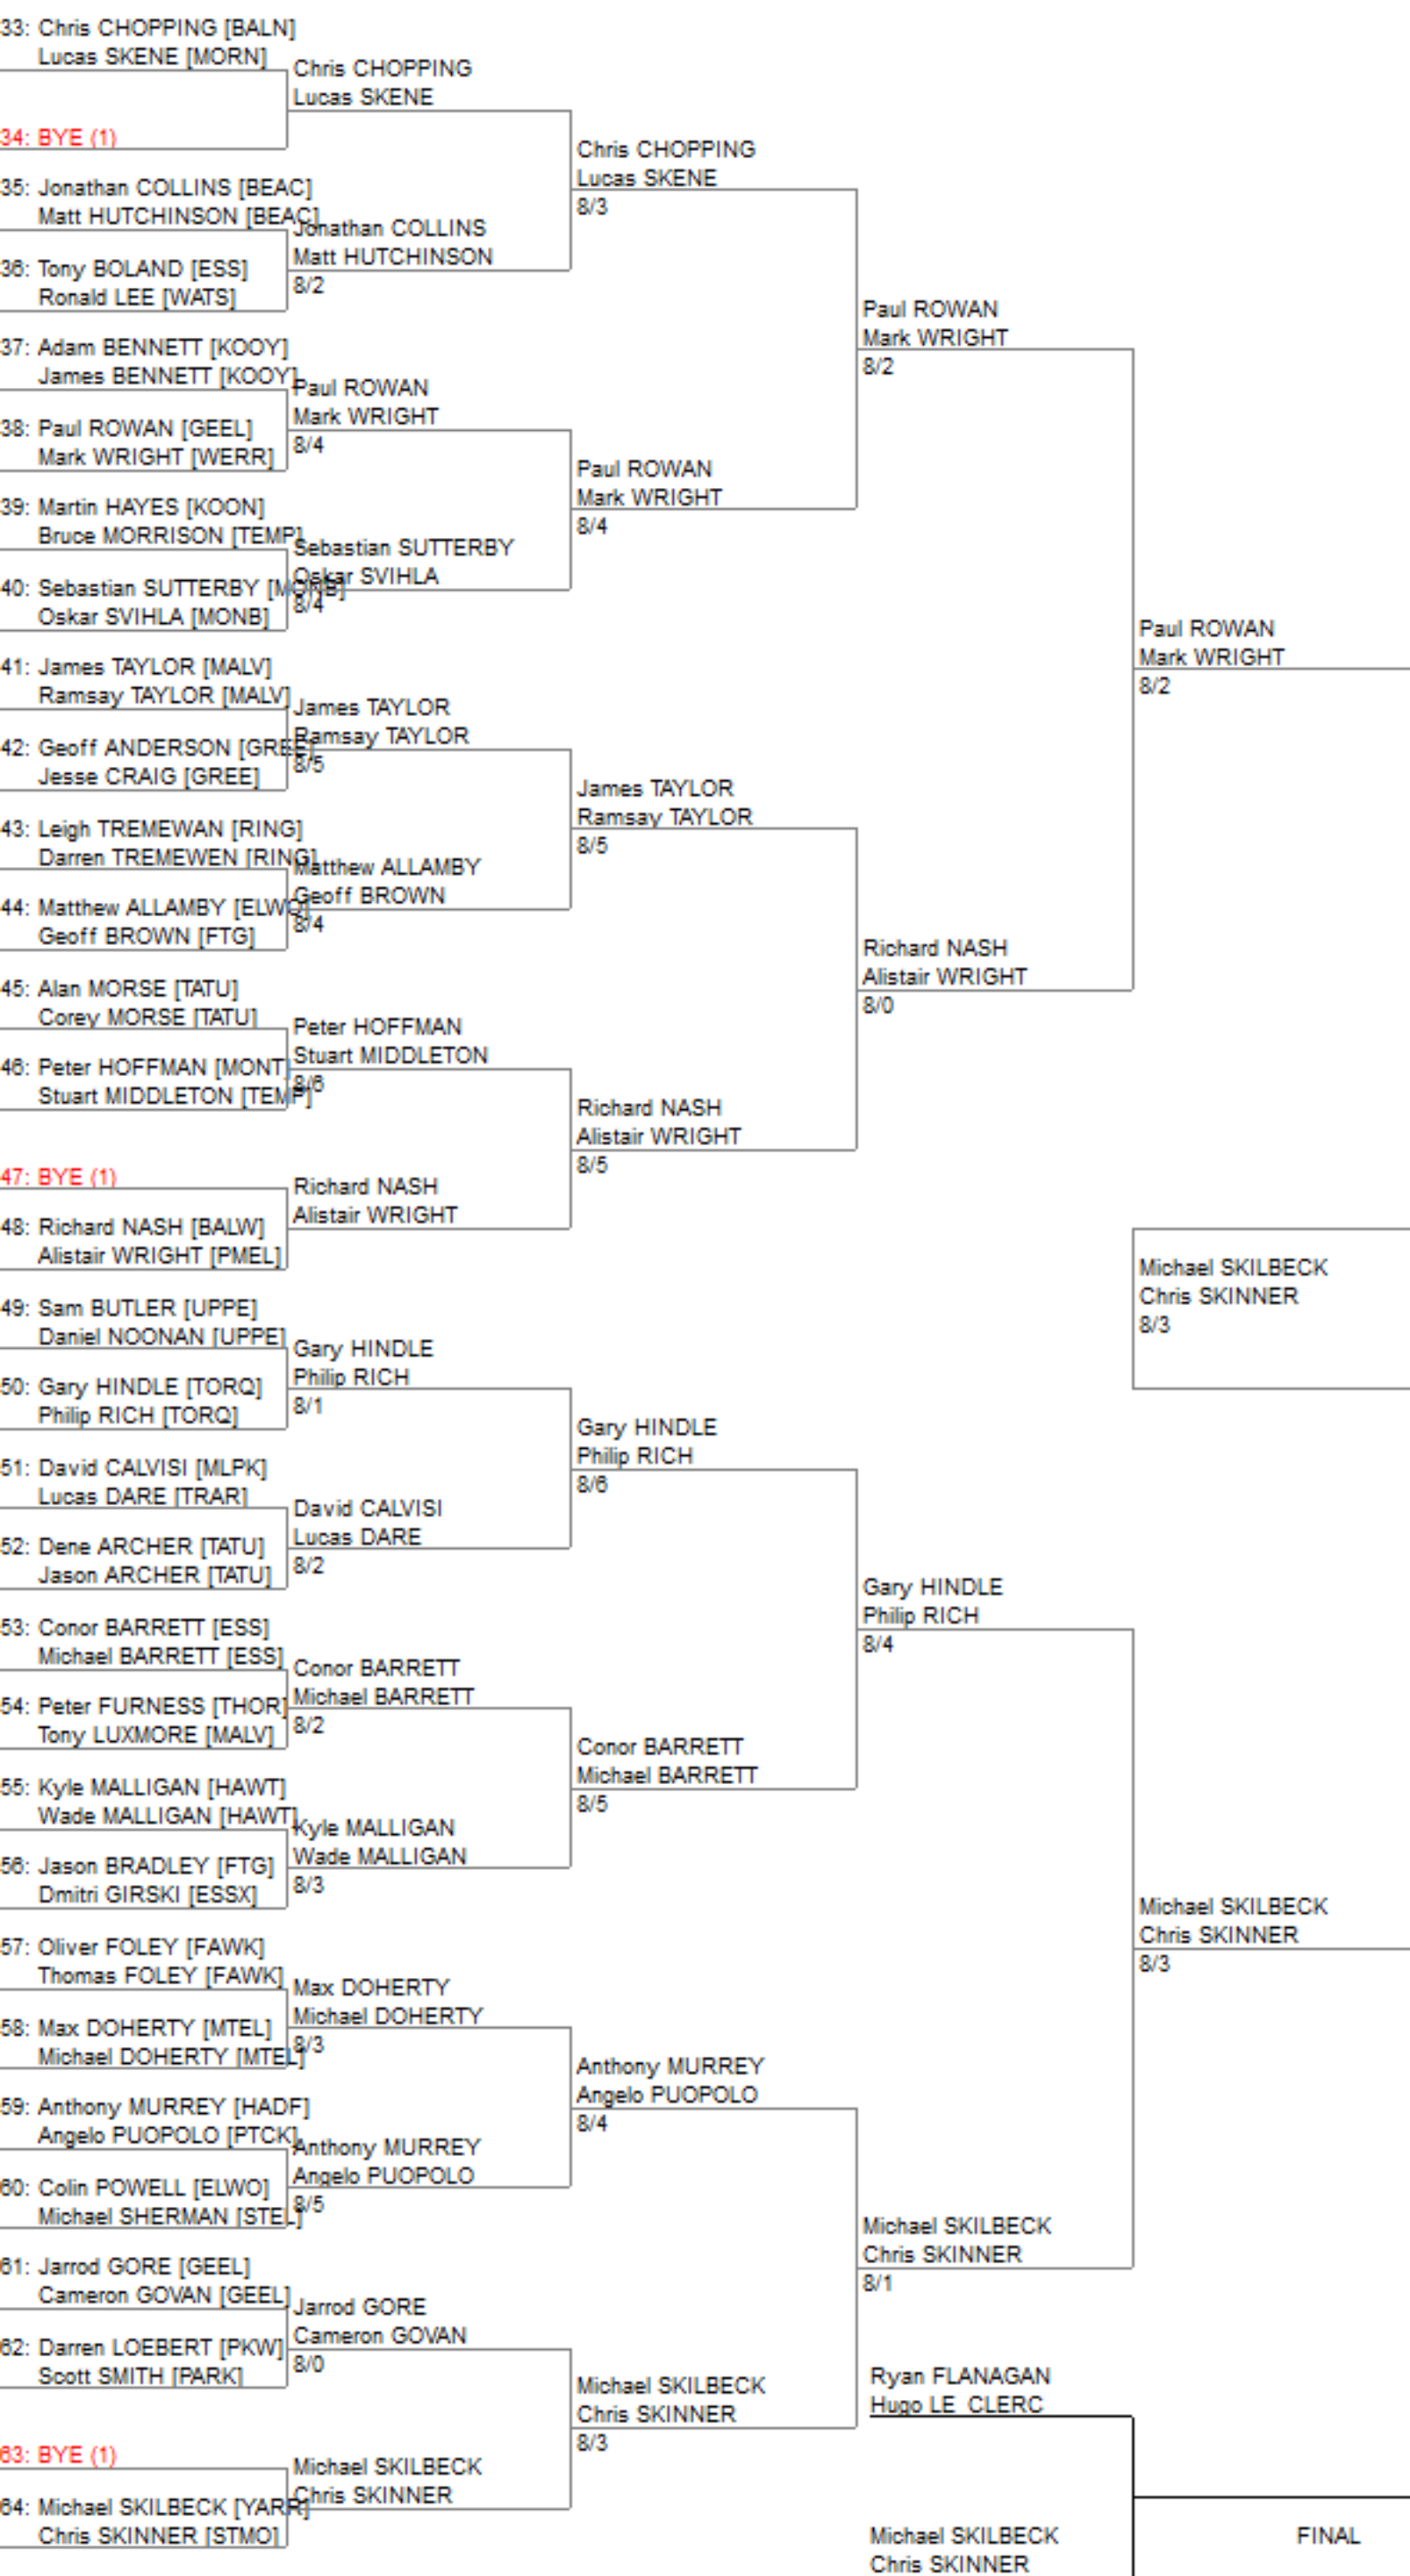 33: Chris CHOPPING [BALN]
Lucas SKENE [MORN]
34: BYE (1)
35: Jonathan COLLINS [BEAC]
Matt HUTCHINSON [BEAC]
36: Tony BOLAND [ESS]
Ronald LEE [WATS]
37: Adam BENNETT [KOOY]
James BENNETT [KOOY]
38: Paul ROWAN [GEEL]
Mark WRIGHT [WERR]
39: Martin HAYES [KOON]
Bruce MORRISON [TEMP]
40: Sebastian SUTTERBY [MONB]
Oskar SVIHLA [MONB]
41: James TAYLOR [MALV]
Ramsay TAYLOR [MALV]
42: Geoff ANDERSON [GREE]
Jesse CRAIG [GREE]
43: Leigh TREMEWAN [RING]
Darren TREMEWEN [RING]
44: Matthew ALLAMBY [ELWO]
Geoff BROWN [FTG]
45: Alan MORSE [TATU]
Corey MORSE [TATU]
46: Peter HOFFMAN [MONT]
Stuart MIDDLETON [TEMP]
47: BYE (1)
48: Richard NASH [BALW]
Alistair WRIGHT [PMEL]
49: Sam BUTLER [UPPE]
Daniel NOONAN [UPPE]
50: Gary HINDLE [TORQ]
Philip RICH [TORQ]
51: David CALVISI [MLPK]
Lucas DARE [TRAR]
52: Dene ARCHER [TATU]
Jason ARCHER [TATU]
53: Conor BARRETT [ESS]
Michael BARRETT [ESS]
54: Peter FURNESS [THOR]
Tony LUXMORE [MALV]
55: Kyle MALLIGAN [HAWT]
Wade MALLIGAN [HAWT]
56: Jason BRADLEY [FTG]
Dmitri GIRSKI [ESSX]
57: Oliver FOLEY [FAWK]
Thomas FOLEY [FAWK]
58: Max DOHERTY [MTEL]
Michael DOHERTY [MTEL]
59: Anthony MURREY [HADF]
Angelo PUOPOLO [PTCK]
60: Colin POWELL [ELWO]
Michael SHERMAN [STEL]
61: Jarrod GORE [GEEL]
Cameron GOVAN [GEEL]
62: Darren LOEBERT [PKW]
Scott SMITH [PARK]
63: BYE (1)
64: Michael SKILBECK [YARR]
Chris SKINNER [STMO]
Chris CHOPPING
Lucas SKENE
Jonathan COLLINS
Matt HUTCHINSON
8/2
Paul ROWAN
Mark WRIGHT
8/4
Sebastian SUTTERBY
Oskar SVIHLA
8/4
James TAYLOR
Ramsay TAYLOR
8/5
Matthew ALLAMBY
Geoff BROWN
8/4
Peter HOFFMAN
Stuart MIDDLETON
8/6
Richard NASH
Alistair WRIGHT
Gary HINDLE
Philip RICH
8/1
David CALVISI
Lucas DARE
8/2
Conor BARRETT
Michael BARRETT
8/2
Kyle MALLIGAN
Wade MALLIGAN
8/3
Max DOHERTY
Michael DOHERTY
8/3
Anthony MURREY
Angelo PUOPOLO
8/5
Jarrod GORE
Cameron GOVAN
8/0
Michael SKILBECK
Chris SKINNER
Chris CHOPPING
Lucas SKENE
8/3
Paul ROWAN
Mark WRIGHT
8/4
James TAYLOR
Ramsay TAYLOR
8/5
Richard NASH
Alistair WRIGHT
8/5
Gary HINDLE
Philip RICH
8/6
Conor BARRETT
Michael BARRETT
8/5
Anthony MURREY
Angelo PUOPOLO
8/4
Michael SKILBECK
Chris SKINNER
8/3
Paul ROWAN
Mark WRIGHT
8/2
Richard NASH
Alistair WRIGHT
8/0
Gary HINDLE
Philip RICH
8/4
Michael SKILBECK
Chris SKINNER
8/1
Ryan FLANAGAN
Hugo LE CLERC
Michael SKILBECK
Chris SKINNER
Paul ROWAN
Mark WRIGHT
8/2
Michael SKILBECK
Chris SKINNER
8/3
Michael SKILBECK
Chris SKINNER
8/3
FINAL